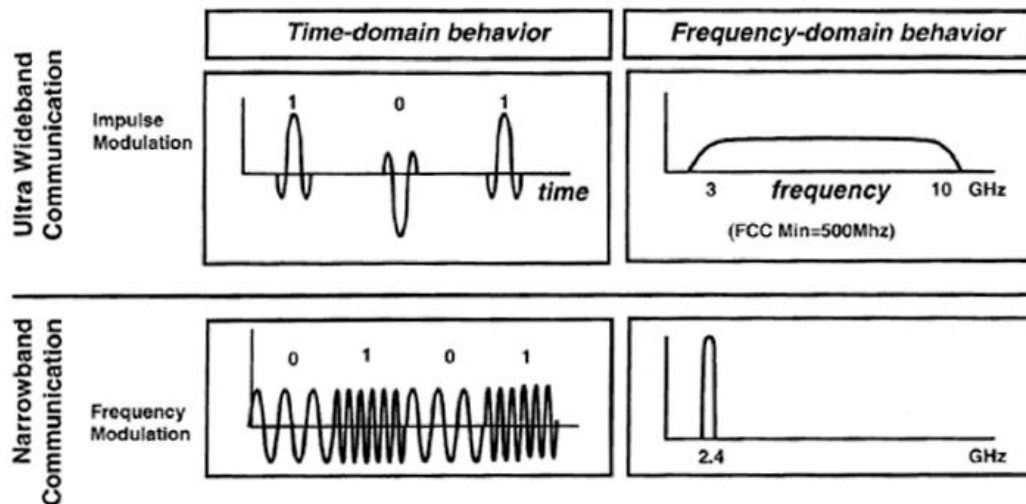 Time-domain behavior
Frequency-domain behavior
Ultra Wideband
Communication
Impulse
Modulation
1 0 1
time
3 frequency 10 GHz
(FCC Min=500Mhz)
Narrowband
Communication
Frequency
Modulation
0 1 0 1
2.4 GHz